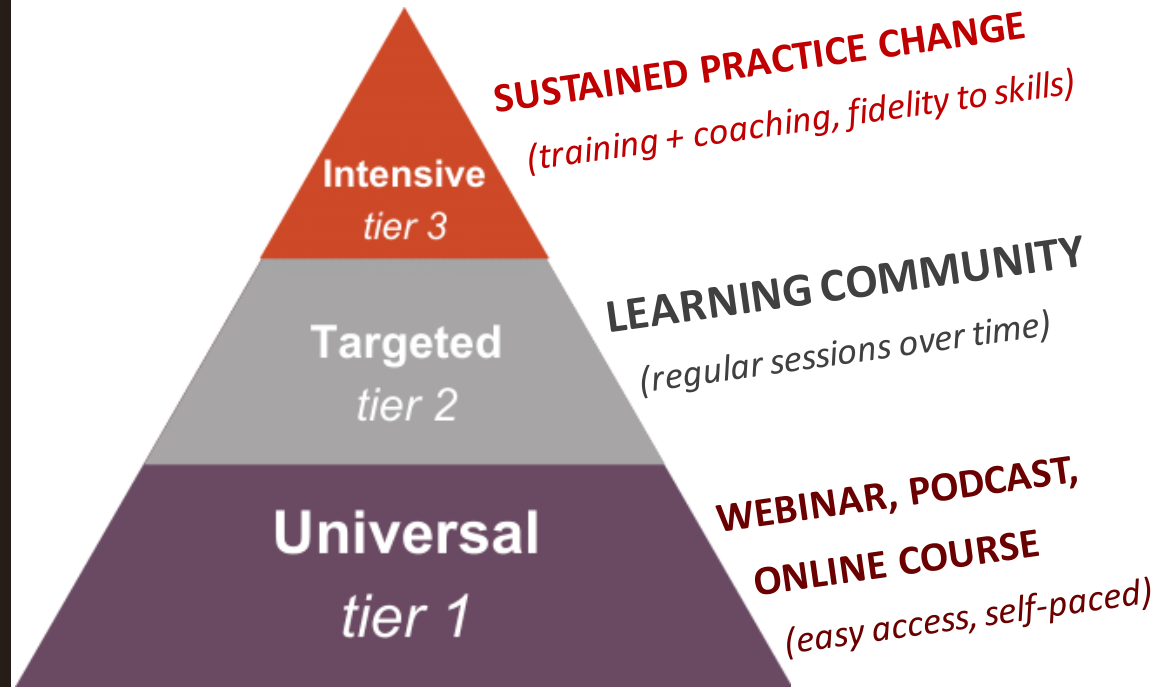 SUSTAINED PRACTICE CHANGE
(training + coaching, fidelity to skills)
Intensive
tier 3
LEARNING COMMUNITY
(regular sessions over time)
Targeted
tier 2
WEBINAR, PODCAST,
ONLINE COURSE
(easy access, self-paced)
Universal
tier 1